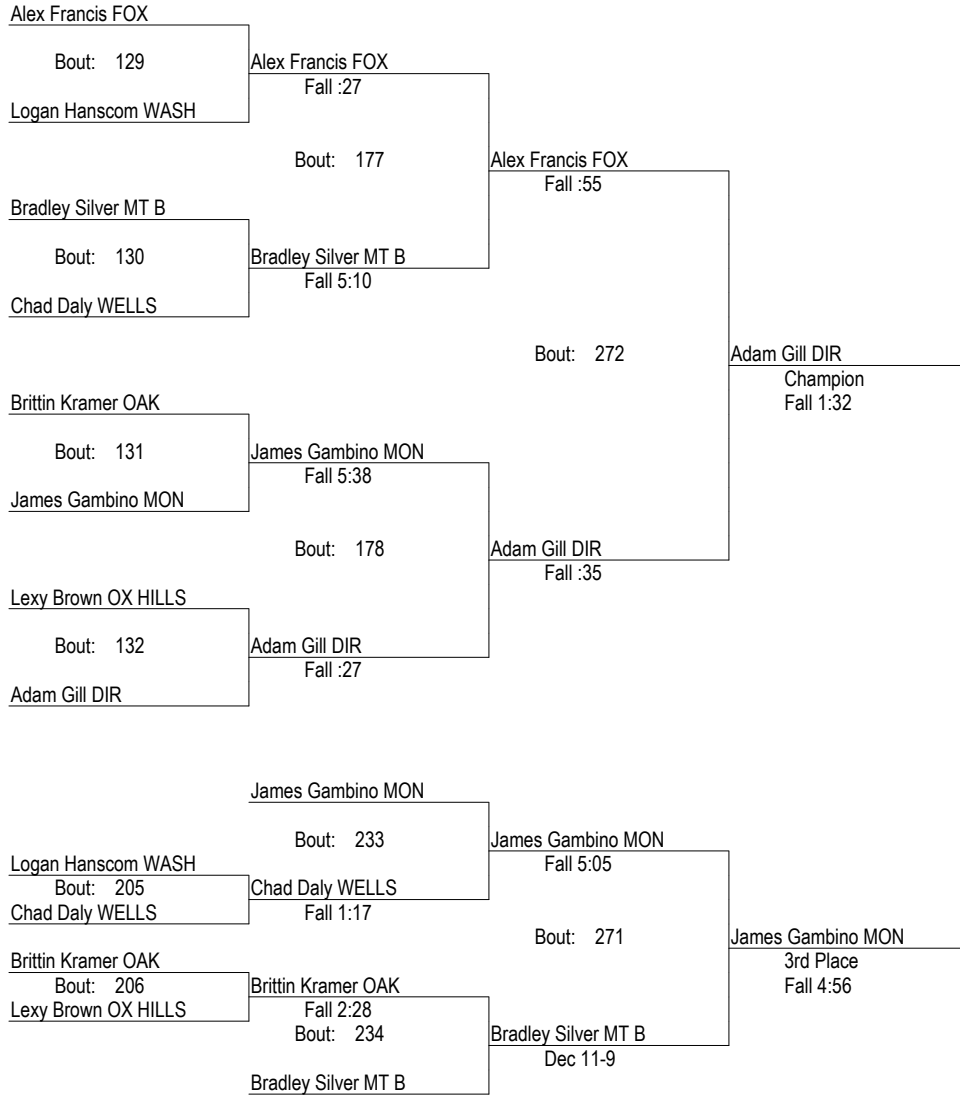 Alex Francis FOX
Bout: 129
Alex Francis FOX
Fall :27
Logan Hanscom WASH
Bout: 177
Alex Francis FOX
Fall :55
Bradley Silver MT B
Bout: 130
Bradley Silver MT B
Fall 5:10
Chad Daly WELLS
Bout: 272
Adam Gill DIR
Champion
Fall 1:32
Brittin Kramer OAK
Bout: 131
James Gambino MON
Fall 5:38
James Gambino MON
Bout: 178
Adam Gill DIR
Fall :35
Lexy Brown OX HILLS
Bout: 132
Adam Gill DIR
Fall :27
Adam Gill DIR
James Gambino MON
Bout: 233
James Gambino MON
Fall 5:05
Logan Hanscom WASH
Bout: 205
Chad Daly WELLS
Chad Daly WELLS
Fall 1:17
Bout: 271
James Gambino MON
3rd Place
Fall 4:56
Brittin Kramer OAK
Bout: 206
Brittin Kramer OAK
Lexy Brown OX HILLS
Fall 2:28
Bout: 234
Bradley Silver MT B
Dec 11-9
Bradley Silver MT B